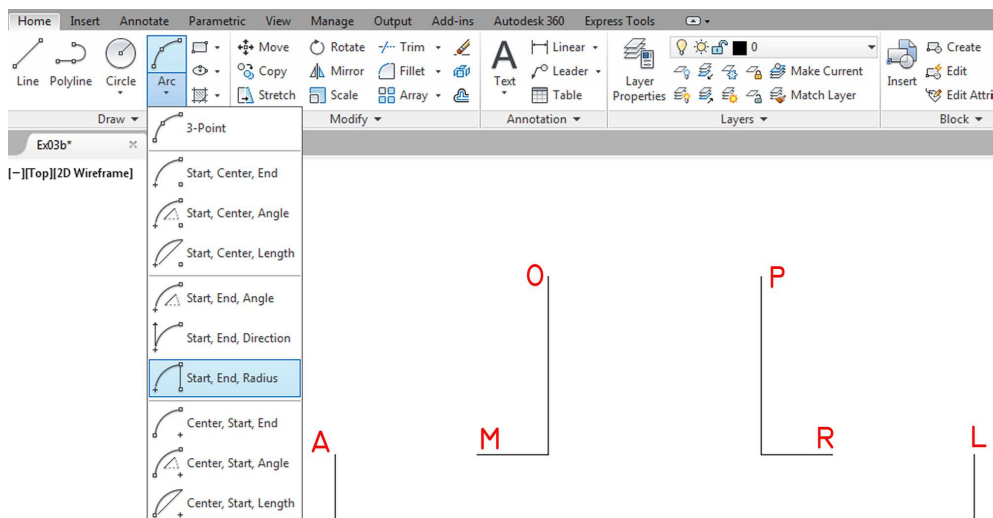 Home Insert Annotate Parametric View Manage Output Add-ins Autodesk 360 Express Tools
Line Polyline Circle Arc
Move Rotate Trim
Copy Mirror Fillet
Stretch Scale Array
Text Linear
Leader
Table
Layer Properties
0
Make Current
Match Layer
Insert
Create
Edit
Edit Attri
Draw Modify Annotation Layers Block
Ex03b*
[−][Top][2D Wireframe]
3-Point
Start, Center, End
Start, Center, Angle
Start, Center, Length
Start, End, Angle
Start, End, Direction
Start, End, Radius
Center, Start, End
Center, Start, Angle
Center, Start, Length
O P
A M R L